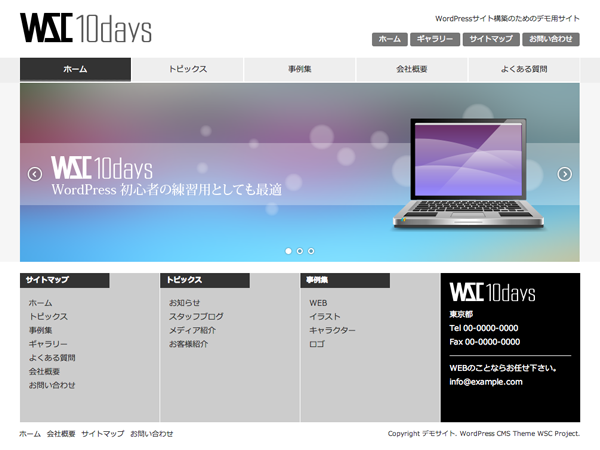 WSC 10days
WordPressサイト構築のためのデモ用サイト
ホーム ギャラリー サイトマップ お問い合わせ
ホーム トピックス 事例集 会社概要 よくある質問
WSC 10days
WordPress 初心者の練習用としても最適
サイトマップ
ホーム
トピックス
事例集
ギャラリー
よくある質問
会社概要
お問い合わせ
トピックス
お知らせ
スタッフブログ
メディア紹介
お客様紹介
事例集
WEB
イラスト
キャラクター
ロゴ
WSC 10days
東京都
Tel 00-0000-0000
Fax 00-0000-0000
WEBのことならお任せ下さい。
info@example.com
ホーム 会社概要 サイトマップ お問い合わせ
Copyright デモサイト. WordPress CMS Theme WSC Project.